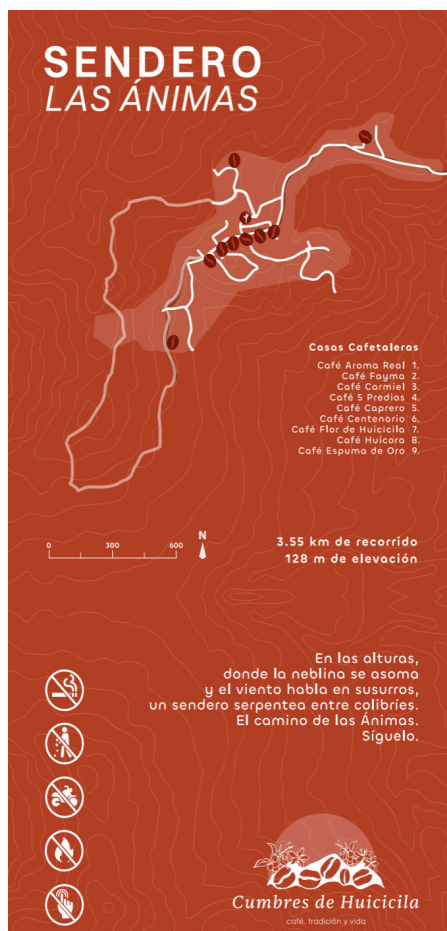 SENDERO
LAS ÁNIMAS
Casas Cafetaleras
Café Aroma Real 1.
Café Fayma 2.
Café Carmiel 3.
Café 5 Predios 4.
Café Caprero 5.
Café Centenario 6.
Café Flor de Huicicila 7.
Café Huicora 8.
Café Espuma de Oro 9.
0 300 600
N
3.55 km de recorrido
128 m de elevación
En las alturas,
donde la neblina se asoma
y el viento habla en susurros,
un sendero serpentea entre colibríes.
El camino de las Ánimas.
Síguelo.
Cumbres de Huicicila
café, tradición y vida